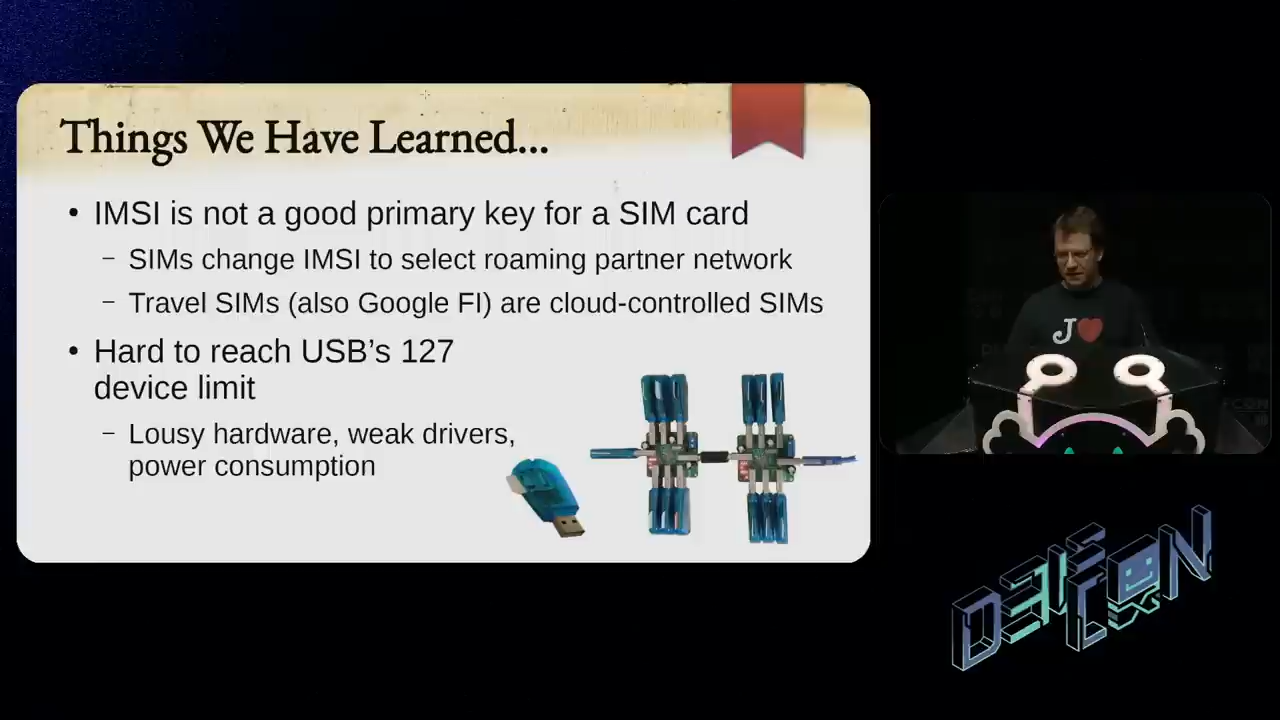 Things We Have Learned...
• IMSI is not a good primary key for a SIM card
– SIMs change IMSI to select roaming partner network
– Travel SIMs (also Google FI) are cloud-controlled SIMs
• Hard to reach USB's 127
device limit
– Lousy hardware, weak drivers,
power consumption
J❤
DEF
CON